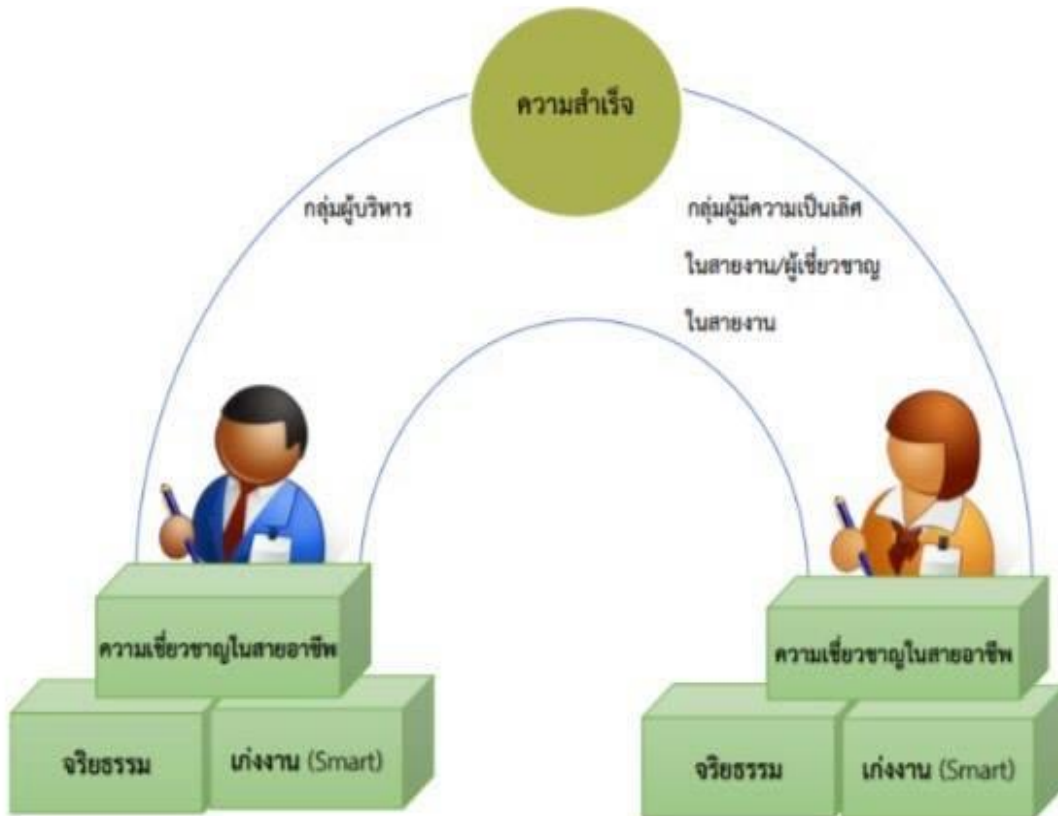 ความสำเร็จ
กลุ่มผู้บริหาร
กลุ่มผู้มีความเป็นเลิศ
ในสายงาน/ผู้เชี่ยวชาญ
ในสายงาน
ความเชี่ยวชาญในสายอาชีพ
จริยธรรม
เก่งงาน (Smart)
ความเชี่ยวชาญในสายอาชีพ
จริยธรรม
เก่งงาน (Smart)